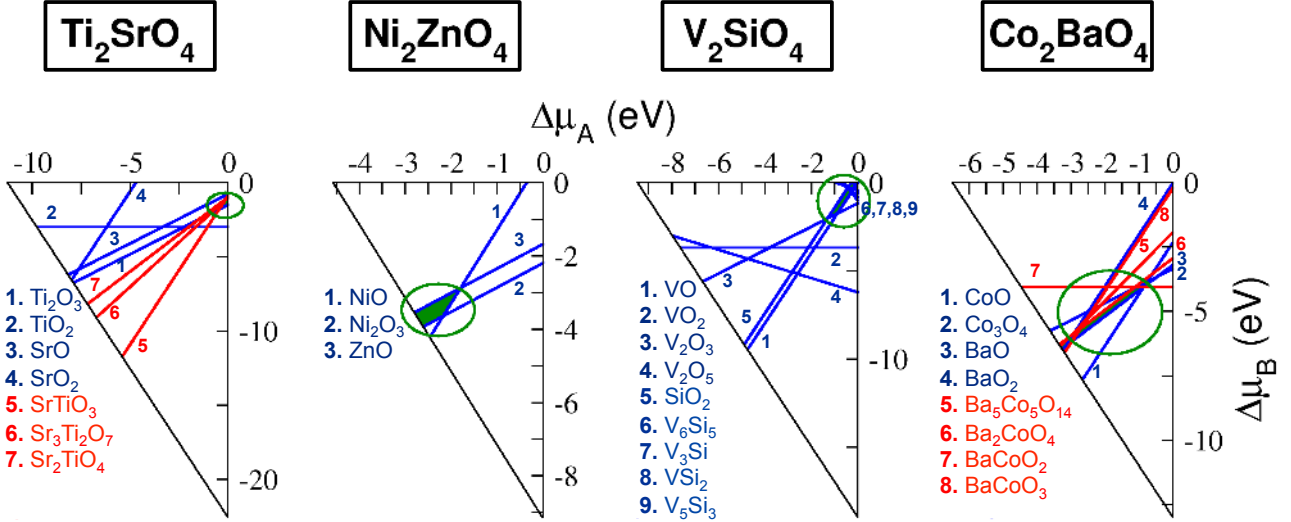 Ti₂SrO₄
Ni₂ZnO₄
V₂SiO₄
Co₂BaO₄
Δμ_A (eV)
-10 -5 0
0
-10
-20
2
4
3
1
7
6
5
1. Ti₂O₃
2. TiO₂
3. SrO
4. SrO₂
5. SrTiO₃
6. Sr₃Ti₂O₇
7. Sr₂TiO₄
-4 -3 -2 -1 0
0
-2
-4
-6
-8
1
3
2
1. NiO
2. Ni₂O₃
3. ZnO
-8 -6 -4 -2 0
0
-10
6,7,8,9
2
3
4
5
1
1. VO
2. VO₂
3. V₂O₃
4. V₂O₅
5. SiO₂
6. V₆Si₅
7. V₃Si
8. VSi₂
9. V₅Si₃
-6 -5 -4 -3 -2 -1 0
0
-5
-10
4
8
5
6
3
2
7
1
1. CoO
2. Co₃O₄
3. BaO
4. BaO₂
5. Ba₅Co₅O₁₄
6. Ba₂CoO₄
7. BaCoO₂
8. BaCoO₃
Δμ_B (eV)